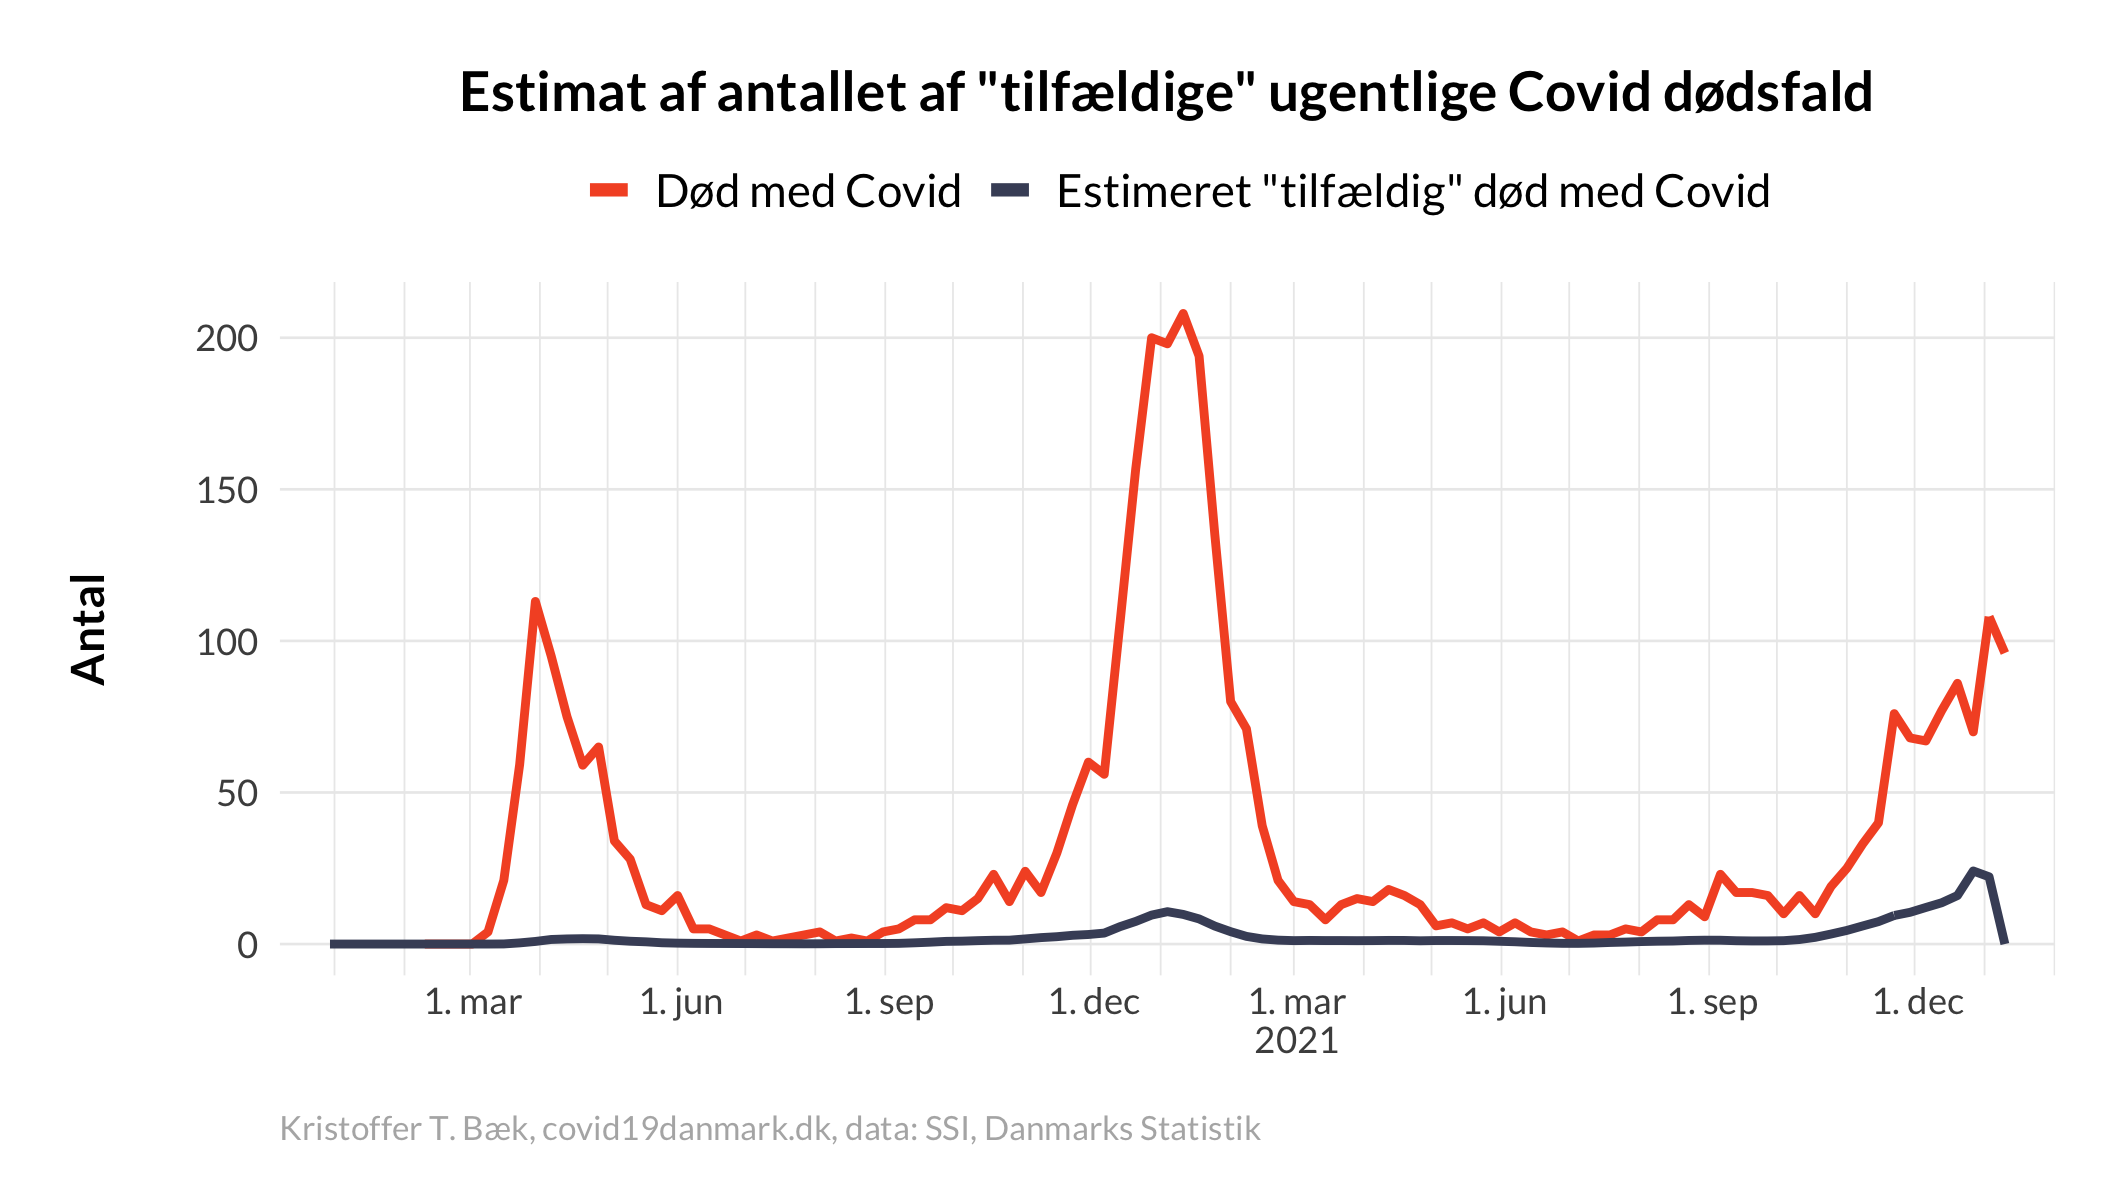 Estimat af antallet af "tilfældige" ugentlige Covid dødsfald
Død med Covid Estimeret "tilfældig" død med Covid
200
150
100
50
0
Antal
1. mar 1. jun 1. sep 1. dec 1. mar 1. jun 1. sep 1. dec
2021
Kristoffer T. Bæk, covid19danmark.dk, data: SSI, Danmarks Statistik